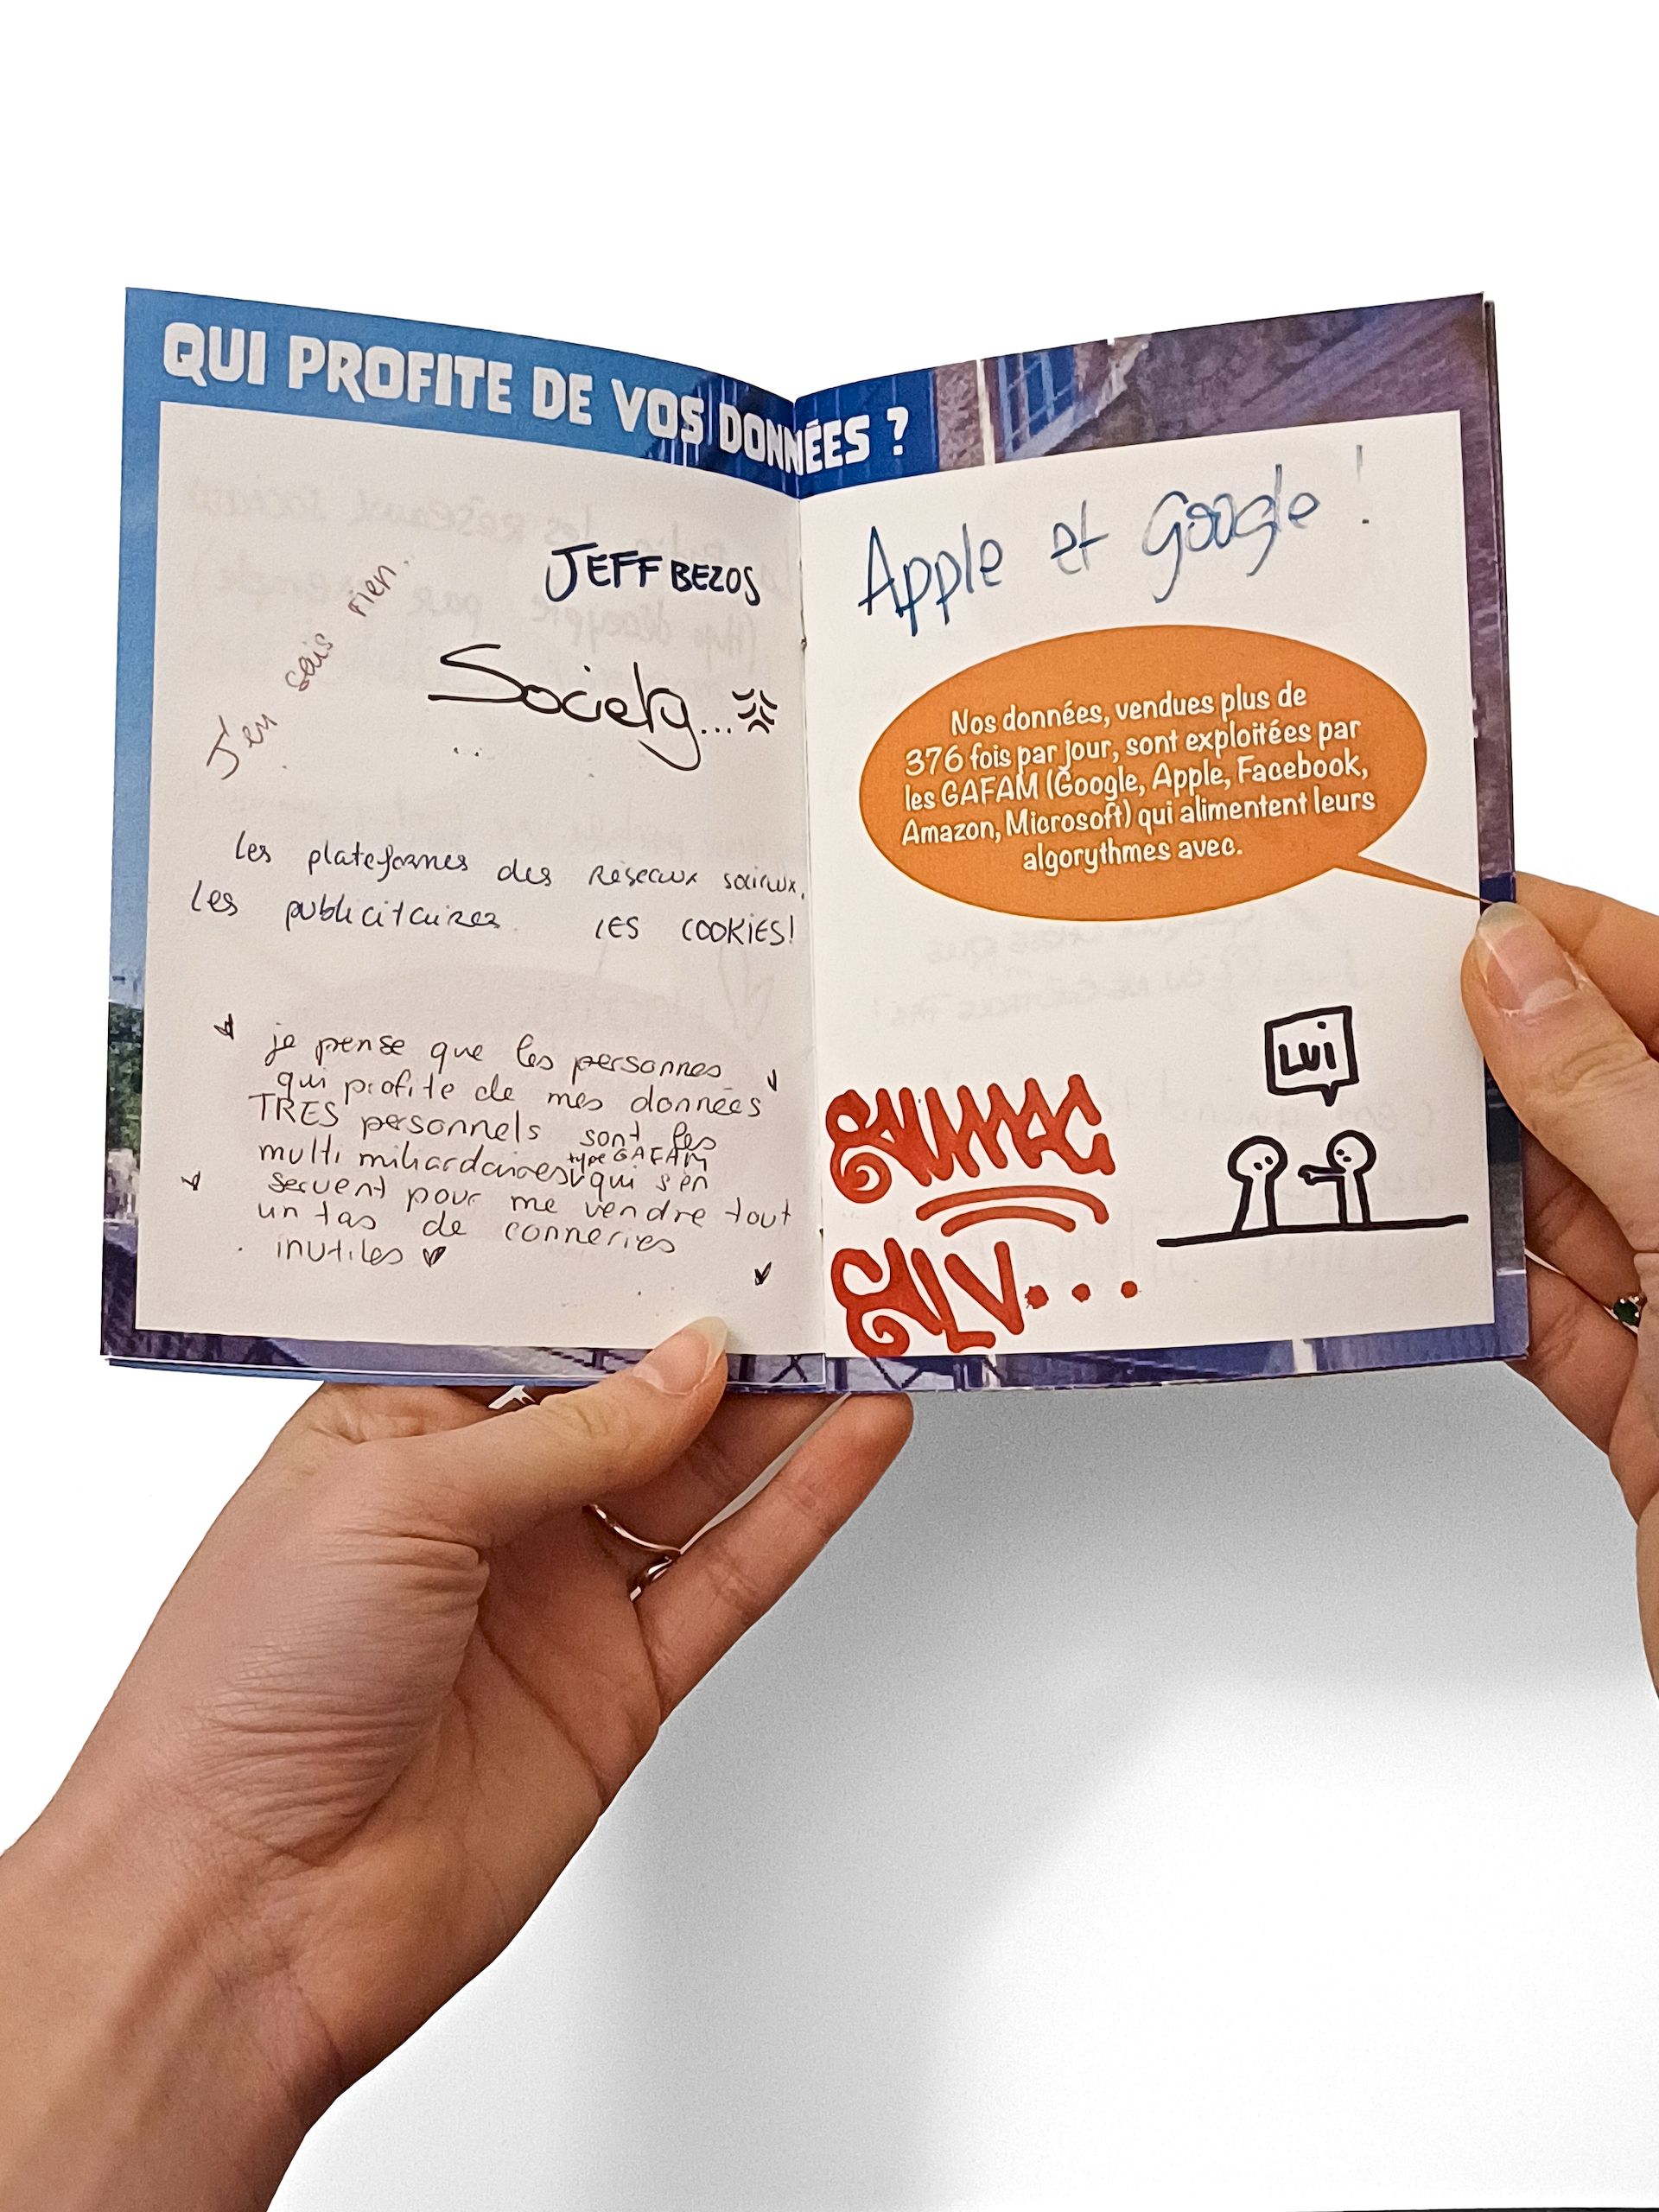 QUI PROFITE DE VOS DONNÉES ?
J'en sais rien.
JEFF BEZOS
Society...
les plateformes des réseaux sociaux.
les publicitaires
LES COOKIES!
je pense que les personnes
qui profite de mes données
TRES personnels sont les
multi miliardaires type GAFAM qui s'en
servent pour me vendre tout
un tas de conneries
inutiles
Apple et Google !
Nos données, vendues plus de
376 fois par jour, sont exploitées par
les GAFAM (Google, Apple, Facebook,
Amazon, Microsoft) qui alimentent leurs
algorythmes avec.
LUI